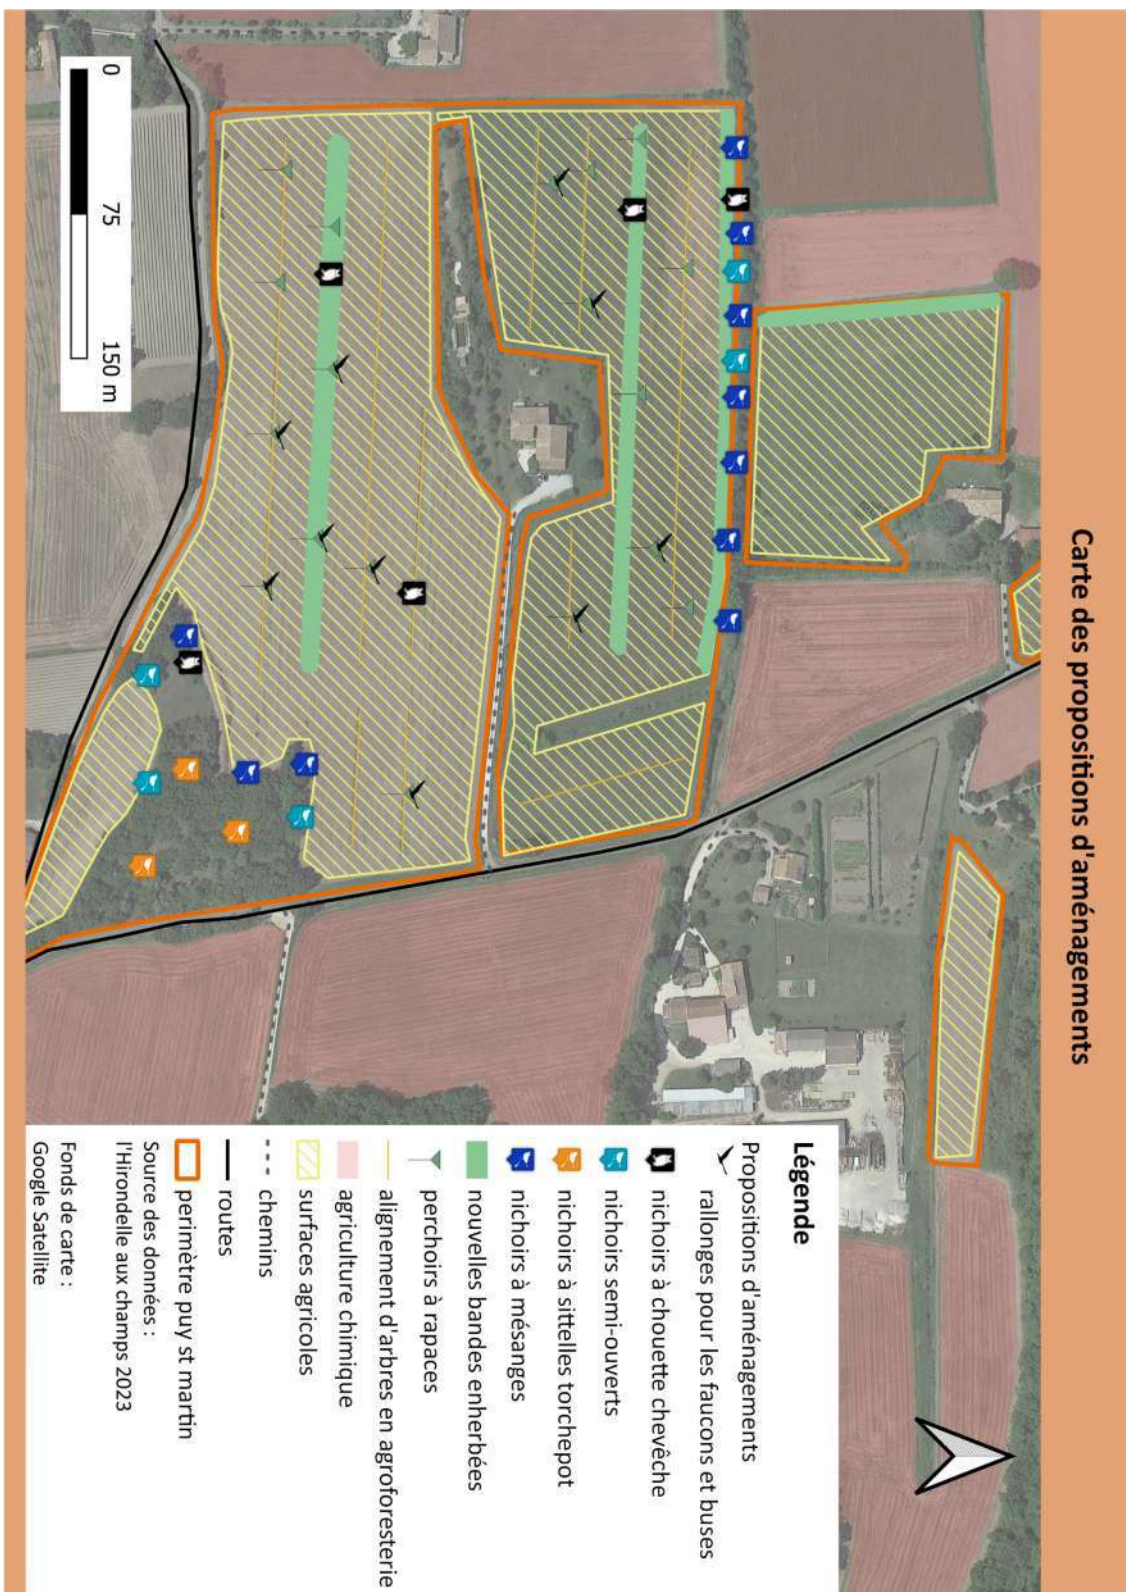 Carte des propositions d'aménagements
0
75
150 m
Légende
Propositions d'aménagements
rallonges pour les faucons et buses
nichoirs à chouette chevêche
nichoirs semi-ouverts
nichoirs à sittelles torchepot
nichoirs à mésanges
nouvelles bandes enherbées
perchoirs à rapaces
alignement d'arbres en agroforesterie
agriculture chimique
surfaces agricoles
chemins
routes
perimètre puy st martin
Source des données :
l'Hirondelle aux champs 2023
Fonds de carte :
Google Satellite